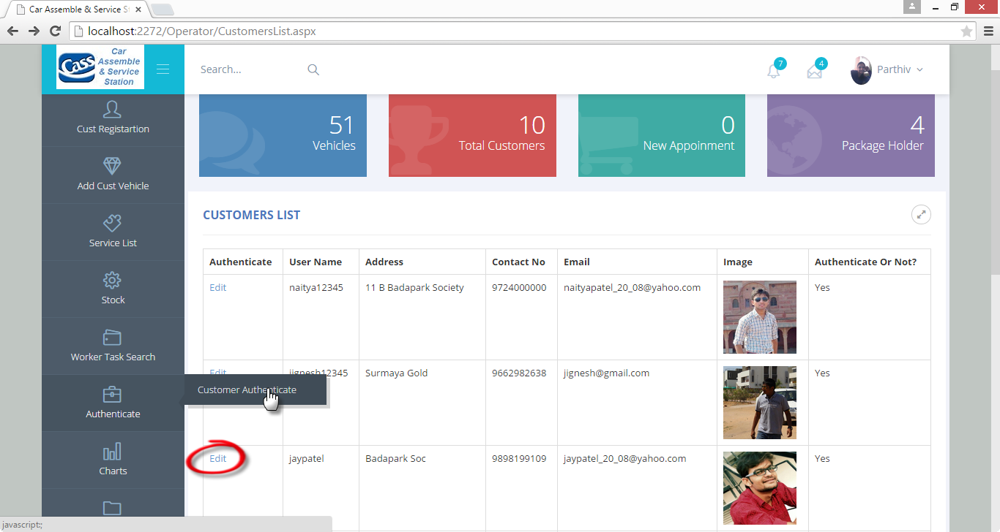 Car Assemble & Service St
localhost:2272/Operator/CustomersList.aspx
Cass
Car
Assemble
& Service
Station
Search...
7
4
Parthiv
Cust Registartion
Add Cust Vehicle
Service List
Stock
Worker Task Search
Authenticate
Charts
51
Vehicles
10
Total Customers
0
New Appoinment
4
Package Holder
CUSTOMERS LIST
Authenticate User Name Address Contact No Email Image Authenticate Or Not?
Edit naitya12345 11 B Badapark Society 9724000000 naityapatel_20_08@yahoo.com Yes
Edit jignesh12345 Surmaya Gold 9662982638 jignesh@gmail.com Yes
Customer Authenticate
Edit jaypatel Badapark Soc 9898199109 jaypatel_20_08@yahoo.com Yes
javascript:;